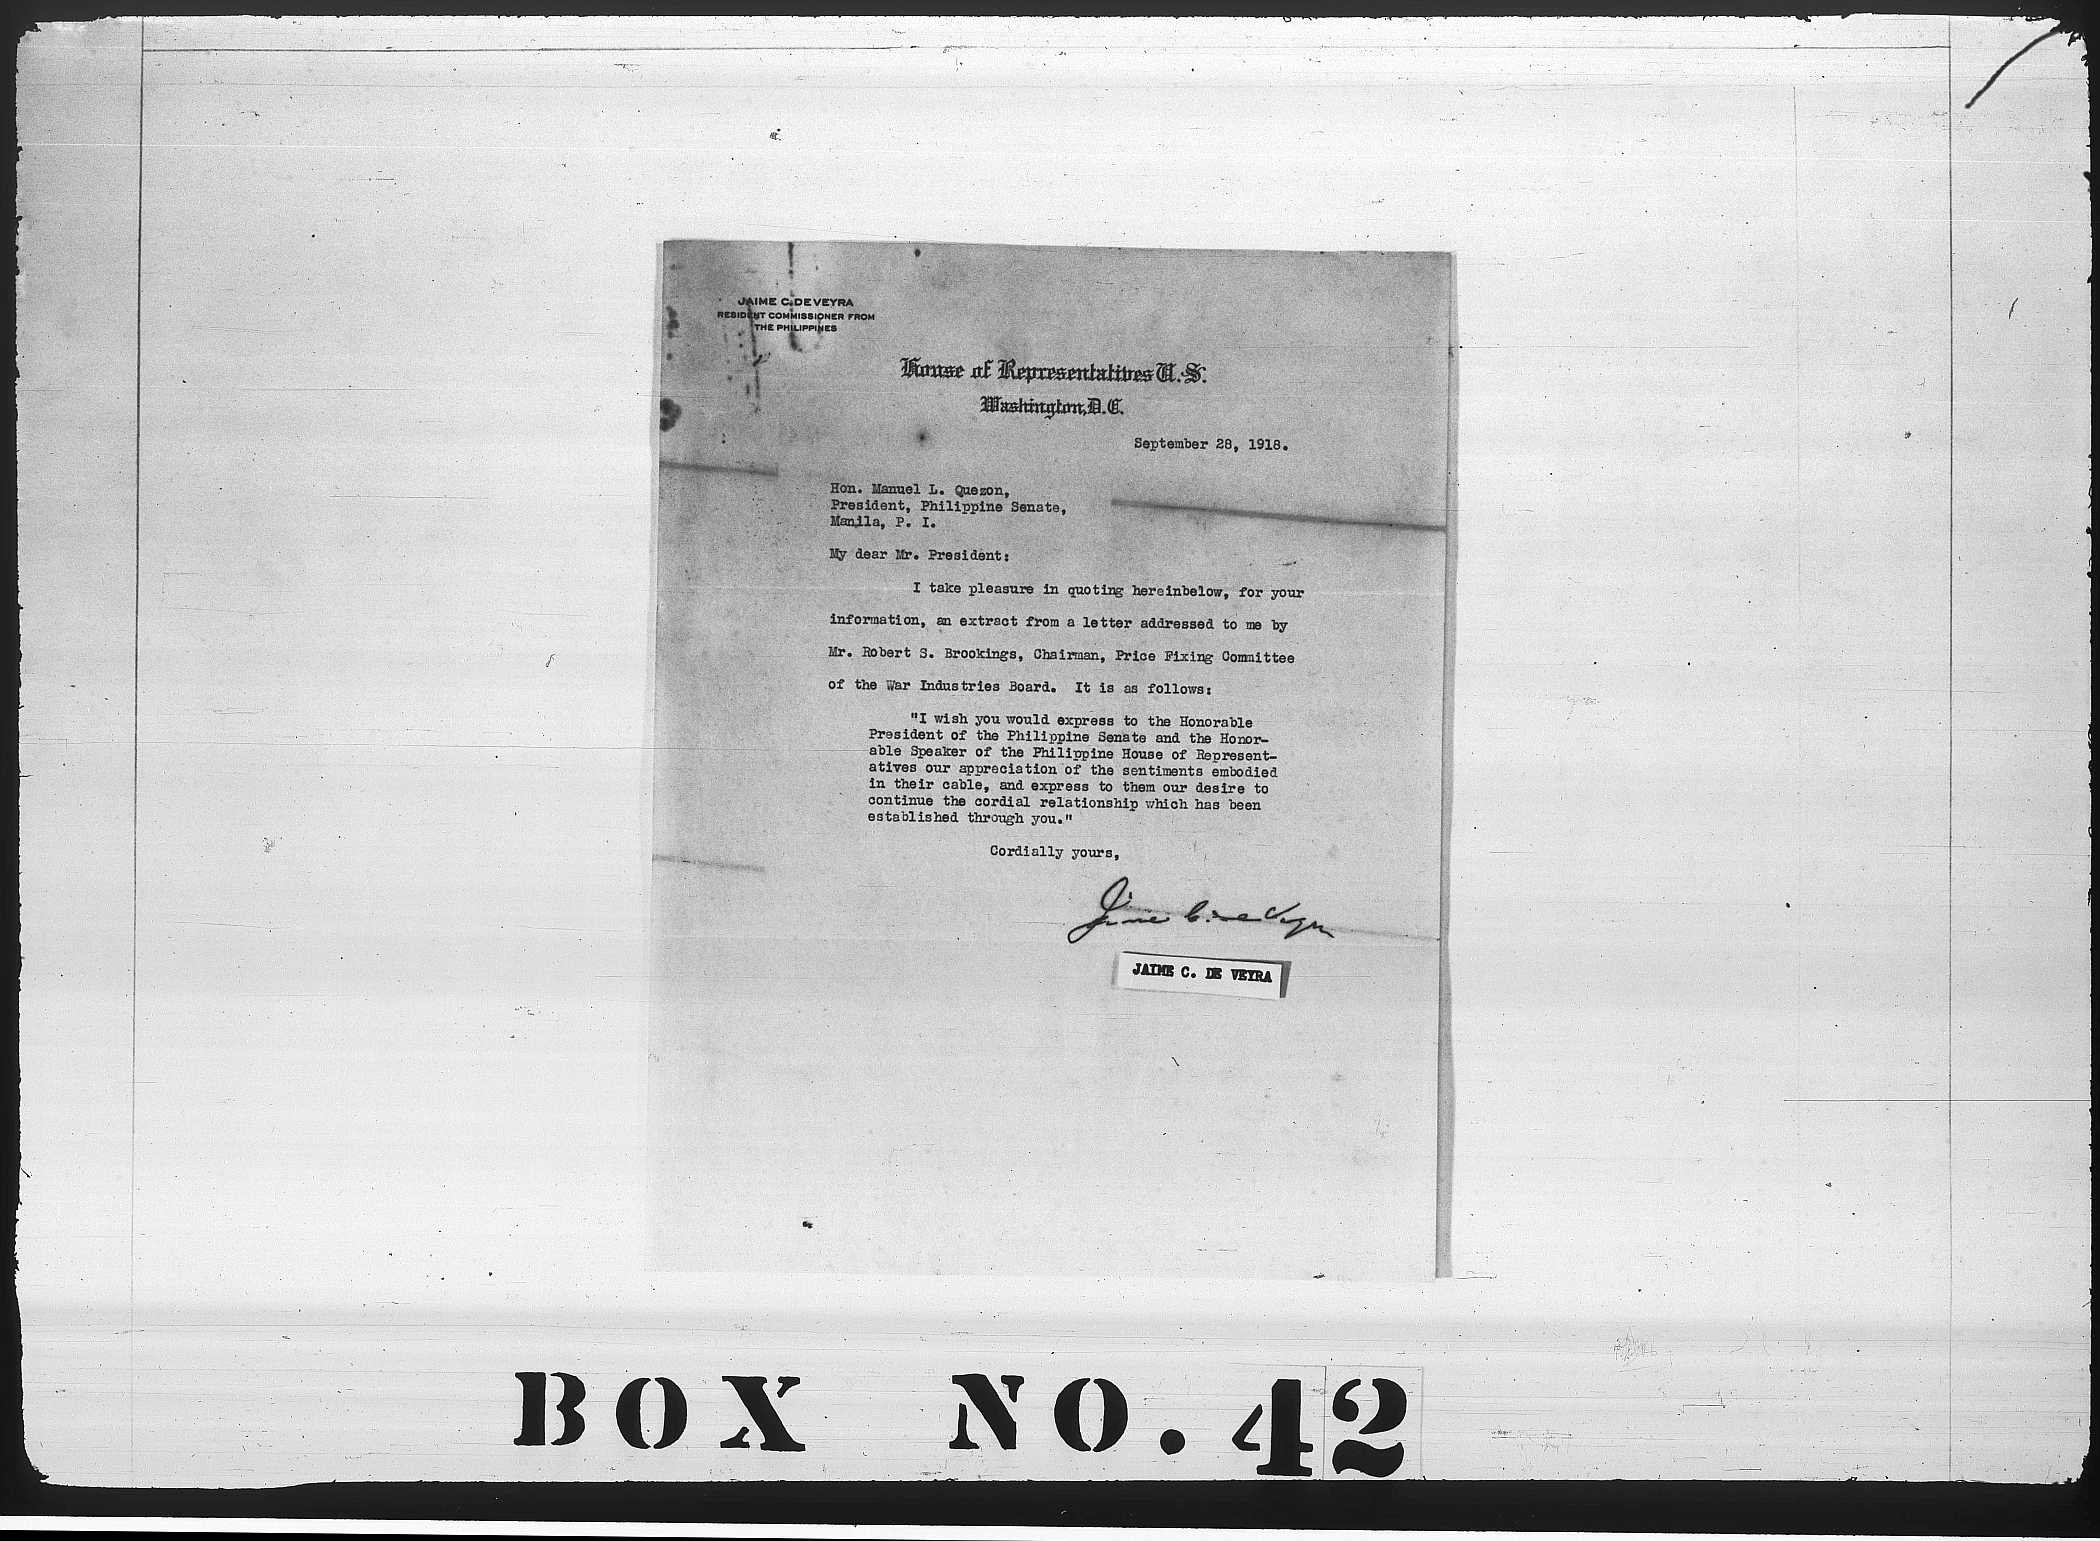 JAIME C. DE VEYRA
RESIDENT COMMISSIONER FROM
THE PHILIPPINES
House of Representatives U.S.
Washington, D.C.
September 28, 1918.
Hon. Manuel L. Quezon,
President, Philippine Senate,
Manila, P. I.
My dear Mr. President:
I take pleasure in quoting hereinbelow, for your
information, an extract from a letter addressed to me by
Mr. Robert S. Brookings, Chairman, Price Fixing Committee
of the War Industries Board. It is as follows:
"I wish you would express to the Honorable
President of the Philippine Senate and the Honor-
able Speaker of the Philippine House of Represent-
atives our appreciation of the sentiments embodied
in their cable, and express to them our desire to
continue the cordial relationship which has been
established through you."
Cordially yours,
Jaime C. de Veyra
JAIME C. DE VEYRA
BOX NO. 42